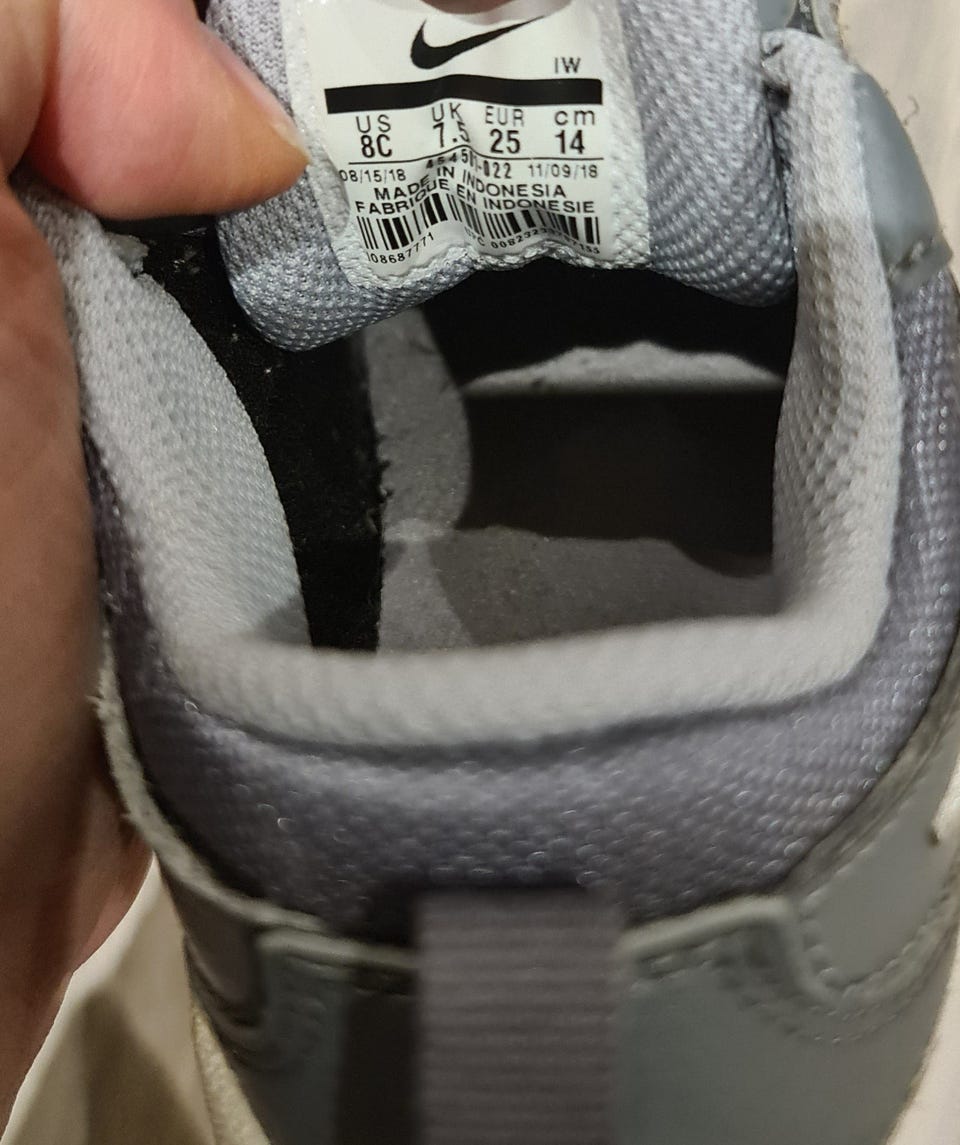 IW
US UK EUR cm
8C 7.5 25 14
08/15/18 11/09/18
MADE IN INDONESIA
FABRIQUE EN INDONESIE